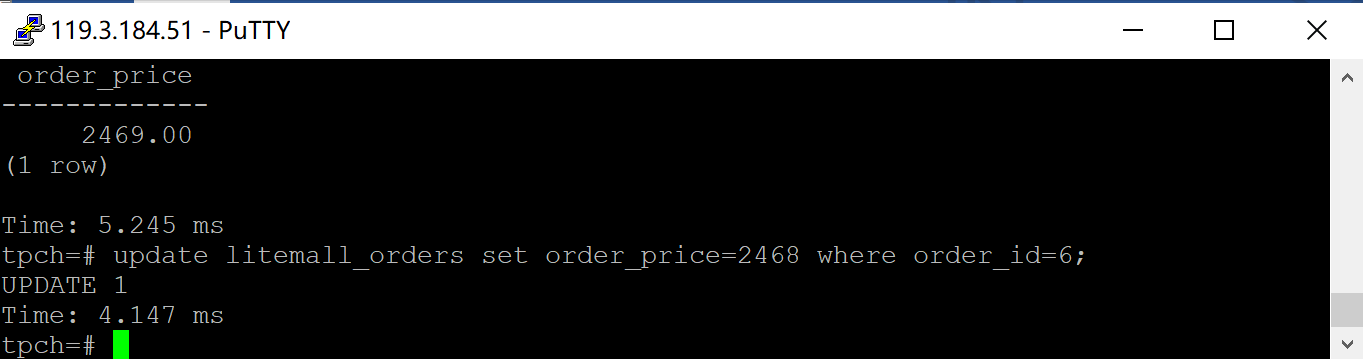 119.3.184.51 - PuTTY
order_price
-------------
2469.00
(1 row)
Time: 5.245 ms
tpch=# update litemall_orders set order_price=2468 where order_id=6;
UPDATE 1
Time: 4.147 ms
tpch=#